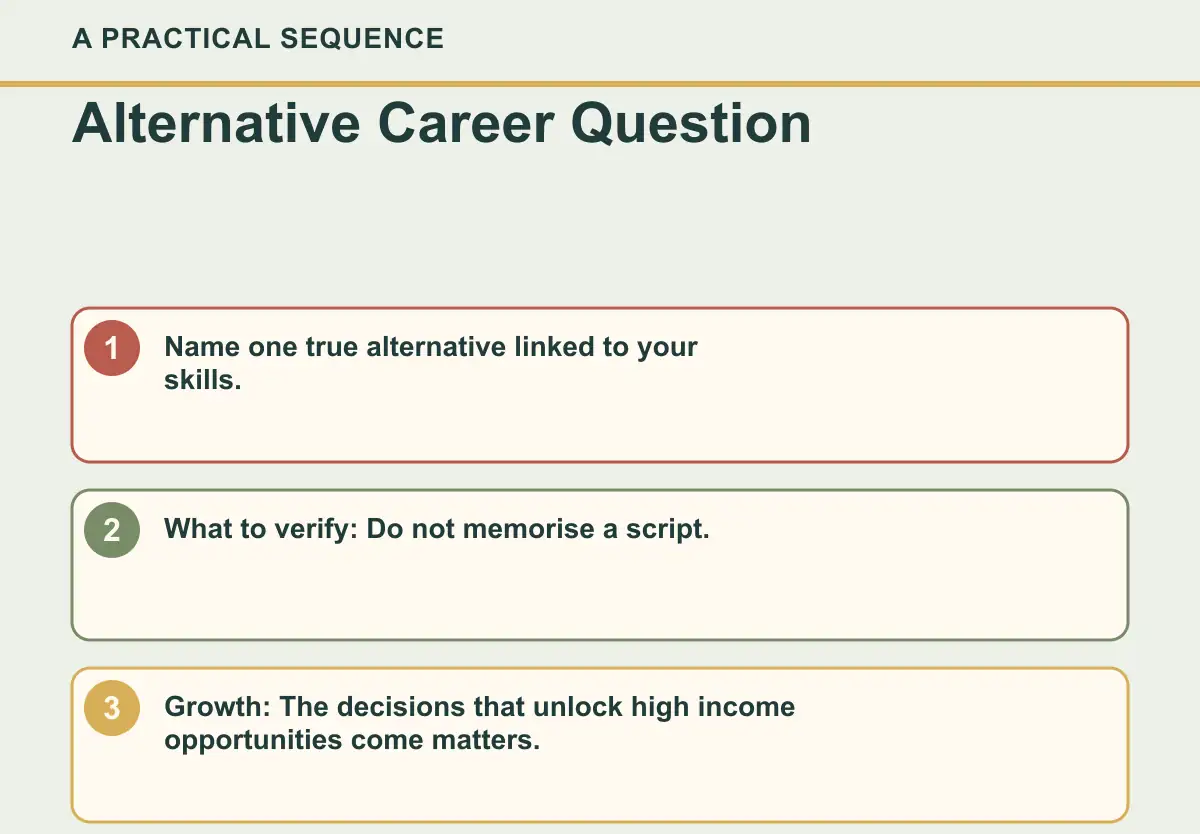 A PRACTICAL SEQUENCE
Alternative Career Question
1
Name one true alternative linked to your
skills.
2
What to verify: Do not memorise a script.
3
Growth: The decisions that unlock high income
opportunities come matters.